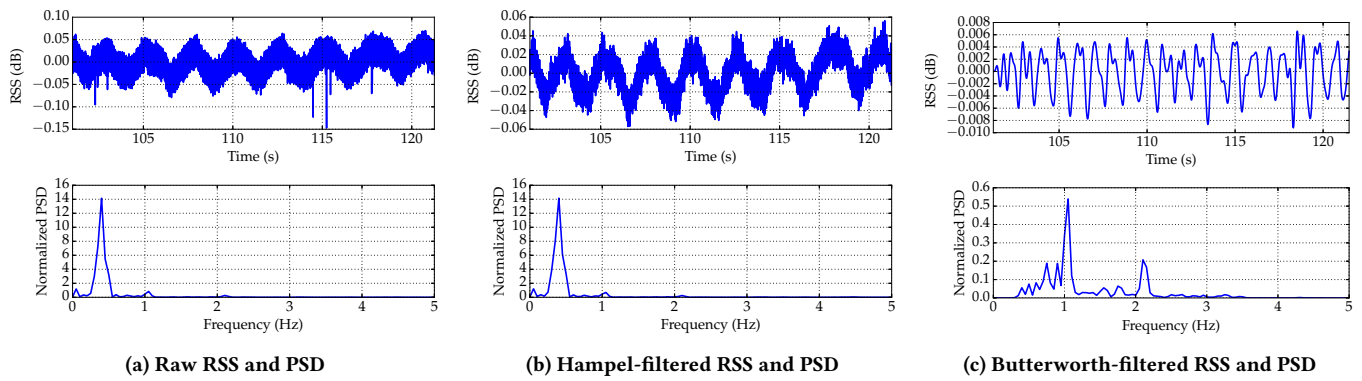 0.10
0.05
0.00
−0.05
−0.10
−0.15
RSS (dB)
105 110 115 120
Time (s)
16
14
12
10
8
6
4
2
0
Normalized PSD
0 1 2 3 4 5
Frequency (Hz)
(a) Raw RSS and PSD
0.06
0.04
0.02
0.00
−0.02
−0.04
−0.06
RSS (dB)
105 110 115 120
Time (s)
16
14
12
10
8
6
4
2
0
Normalized PSD
0 1 2 3 4 5
Frequency (Hz)
(b) Hampel-filtered RSS and PSD
0.008
0.006
0.004
0.002
0.000
−0.002
−0.004
−0.006
−0.008
−0.010
RSS (dB)
105 110 115 120
Time (s)
0.6
0.5
0.4
0.3
0.2
0.1
0.0
Normalized PSD
0 1 2 3 4 5
Frequency (Hz)
(c) Butterworth-filtered RSS and PSD